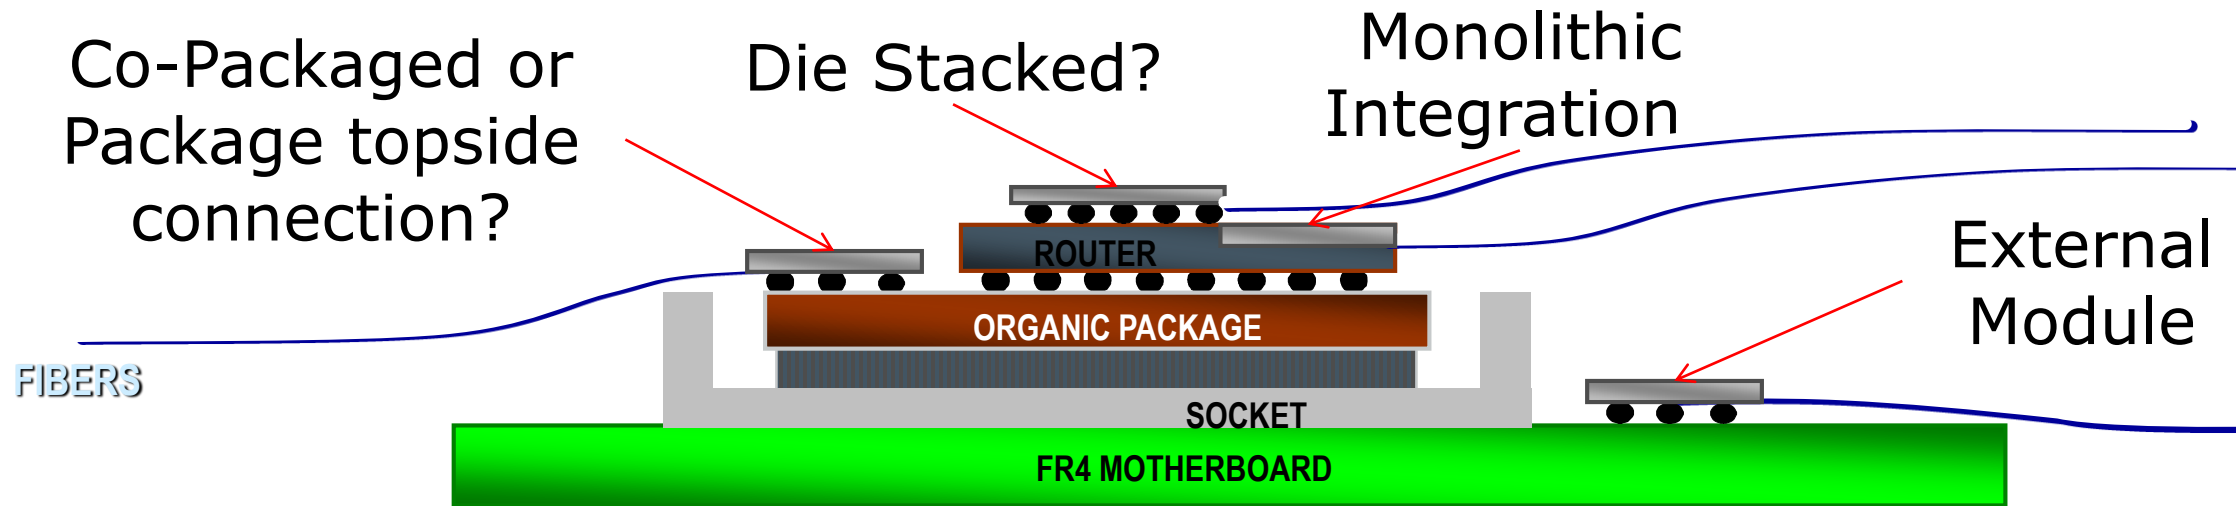 Co-Packaged or
Package topside
connection?
Die Stacked?
Monolithic
Integration
External
Module
ROUTER
ORGANIC PACKAGE
FIBERS
SOCKET
FR4 MOTHERBOARD